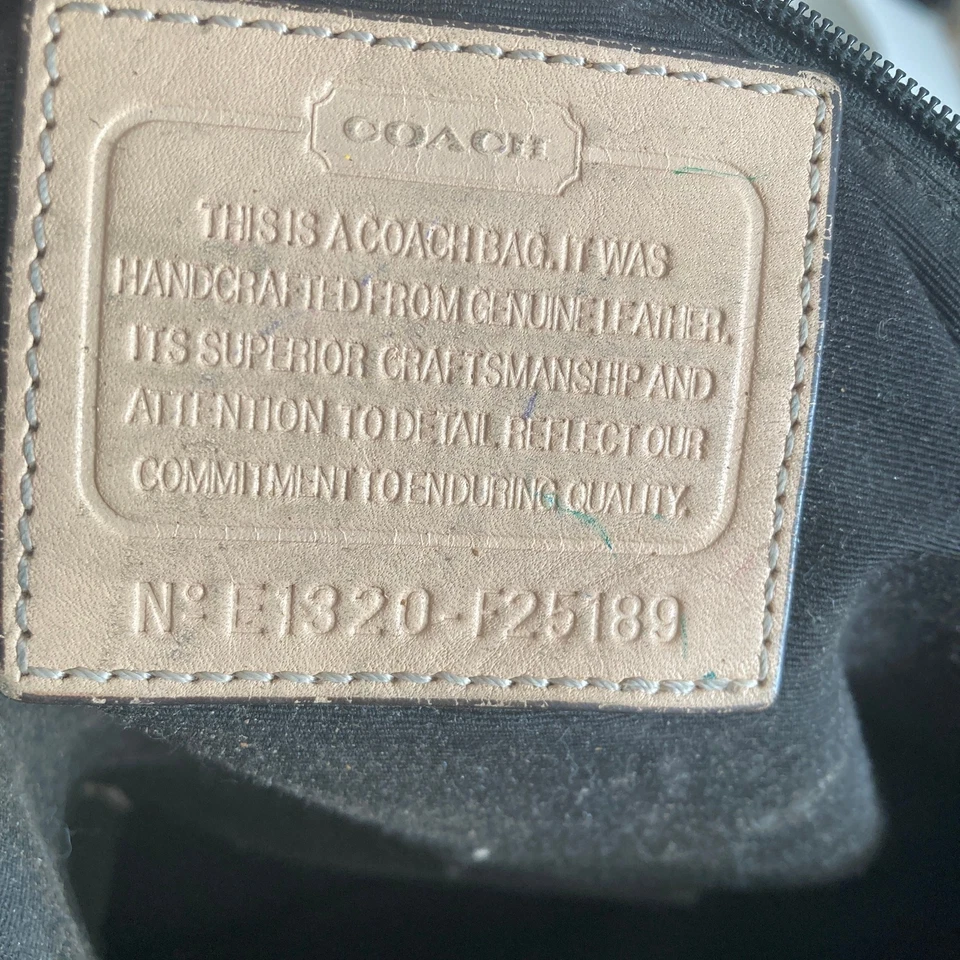 COACH
THIS IS A COACH BAG. IT WAS
HANDCRAFTED FROM GENUINE LEATHER.
ITS SUPERIOR CRAFTSMANSHIP AND
ATTENTION TO DETAIL REFLECT OUR
COMMITMENT TO ENDURING QUALITY.
Nº E1320-F25189